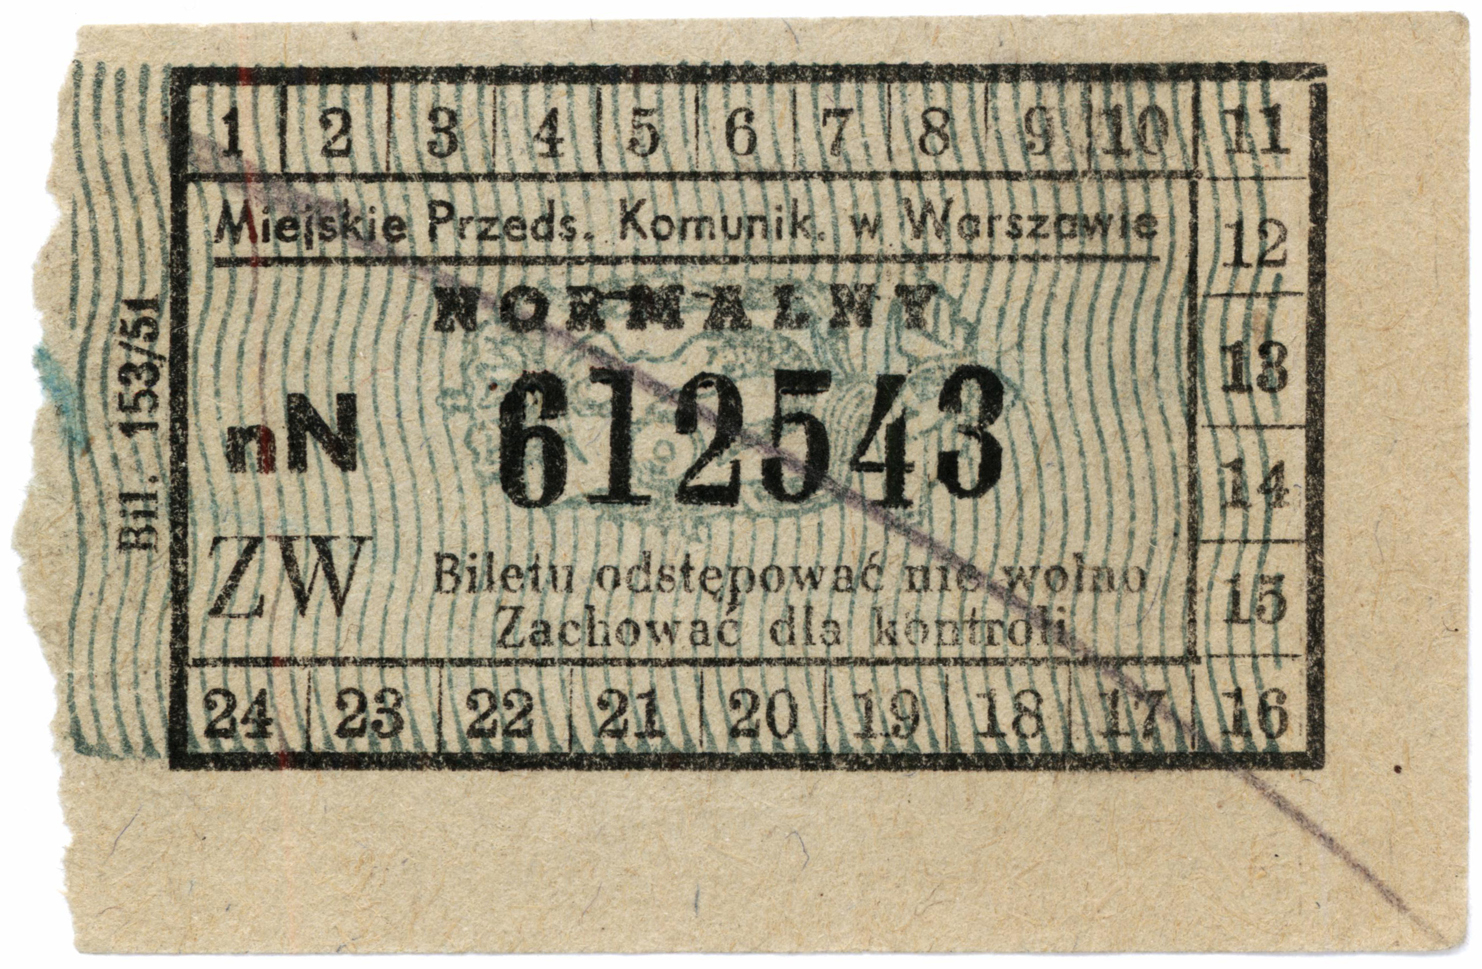 1 2 3 4 5 6 7 8 9 10 11
Miejskie Przeds. Komunik. w Warszawie
12
NORMALNY
13
nN 612543
14
ZW Biletu odstępować nie wolno
15
Zachować dla kontroli
24 23 22 21 20 19 18 17 16
Bil. 153/51